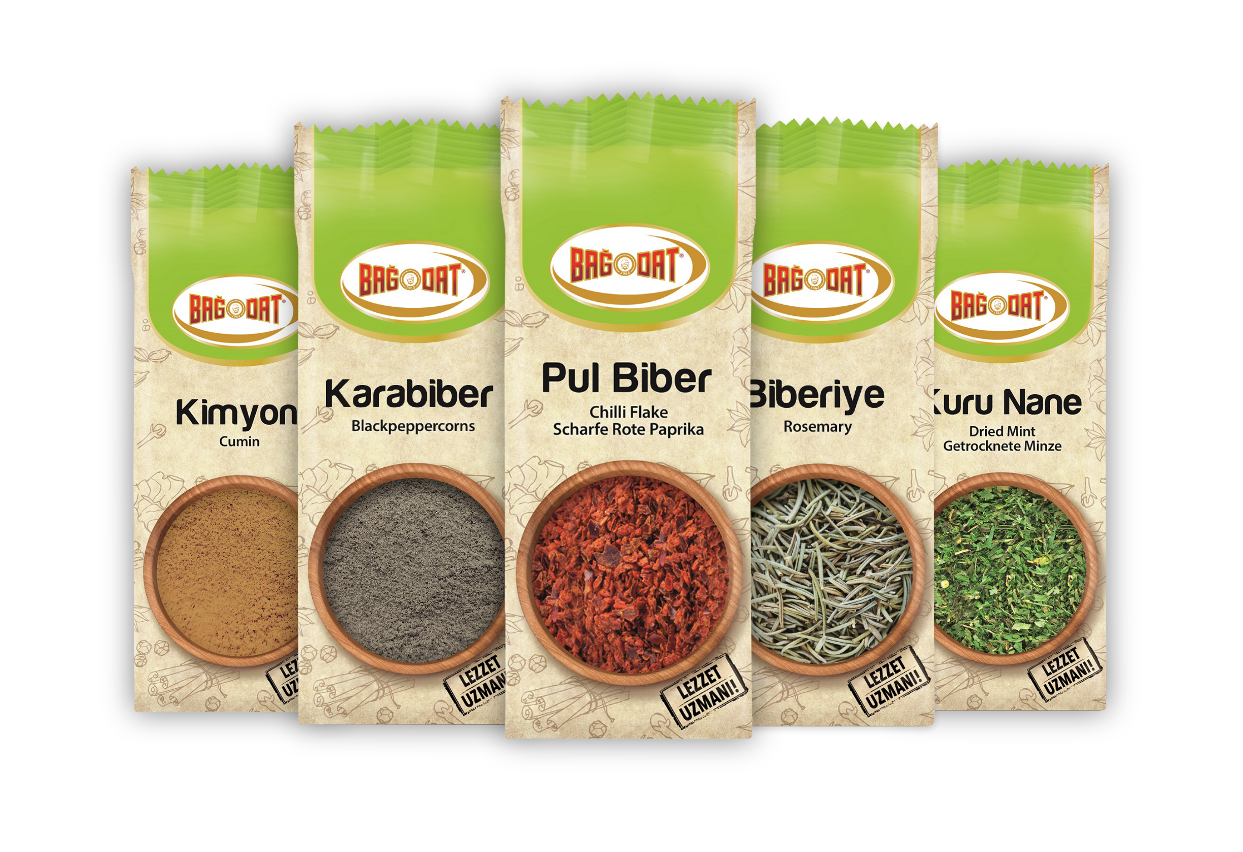 BAĞDAT
Kimyon
Cumin
LEZZET
BAĞDAT
Karabiber
Blackpeppercorns
LEZZET
UZMANI!
BAĞDAT
Pul Biber
Chilli Flake
Scharfe Rote Paprika
LEZZET
UZMANI!
BAĞDAT
Biberiye
Rosemary
LEZZET
UZMANI!
BAĞDAT
Kuru Nane
Dried Mint
Getrocknete Minze
LEZZET
UZMANI!